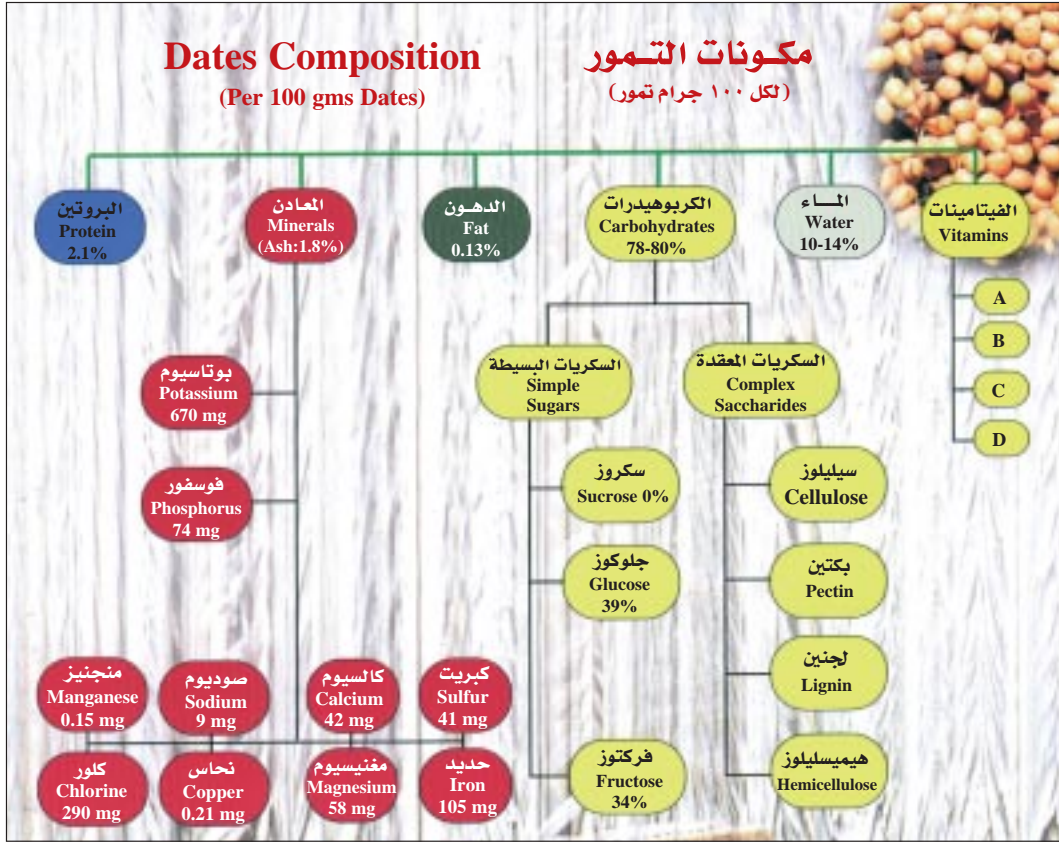 Dates Composition
(Per 100 gms Dates)
مكونات التمور
(لكل ١٠٠ جرام تمور)
البروتين
Protein
2.1%
المعادن
Minerals
(Ash:1.8%)
الدهون
Fat
0.13%
الكربوهيدرات
Carbohydrates
78-80%
الماء
Water
10-14%
الفيتامينات
Vitamins
A
B
C
D
بوتاسيوم
Potassium
670 mg
فوسفور
Phosphorus
74 mg
منجنيز
Manganese
0.15 mg
صوديوم
Sodium
9 mg
كالسيوم
Calcium
42 mg
كبريت
Sulfur
41 mg
كلور
Chlorine
290 mg
نحاس
Copper
0.21 mg
مغنيسيوم
Magnesium
58 mg
حديد
Iron
105 mg
السكريات البسيطة
Simple
Sugars
سكروز
Sucrose 0%
جلوكوز
Glucose
39%
فركتوز
Fructose
34%
السكريات المعقدة
Complex
Saccharides
سيليلوز
Cellulose
بكتين
Pectin
لجنين
Lignin
هيميسليلوز
Hemicellulose